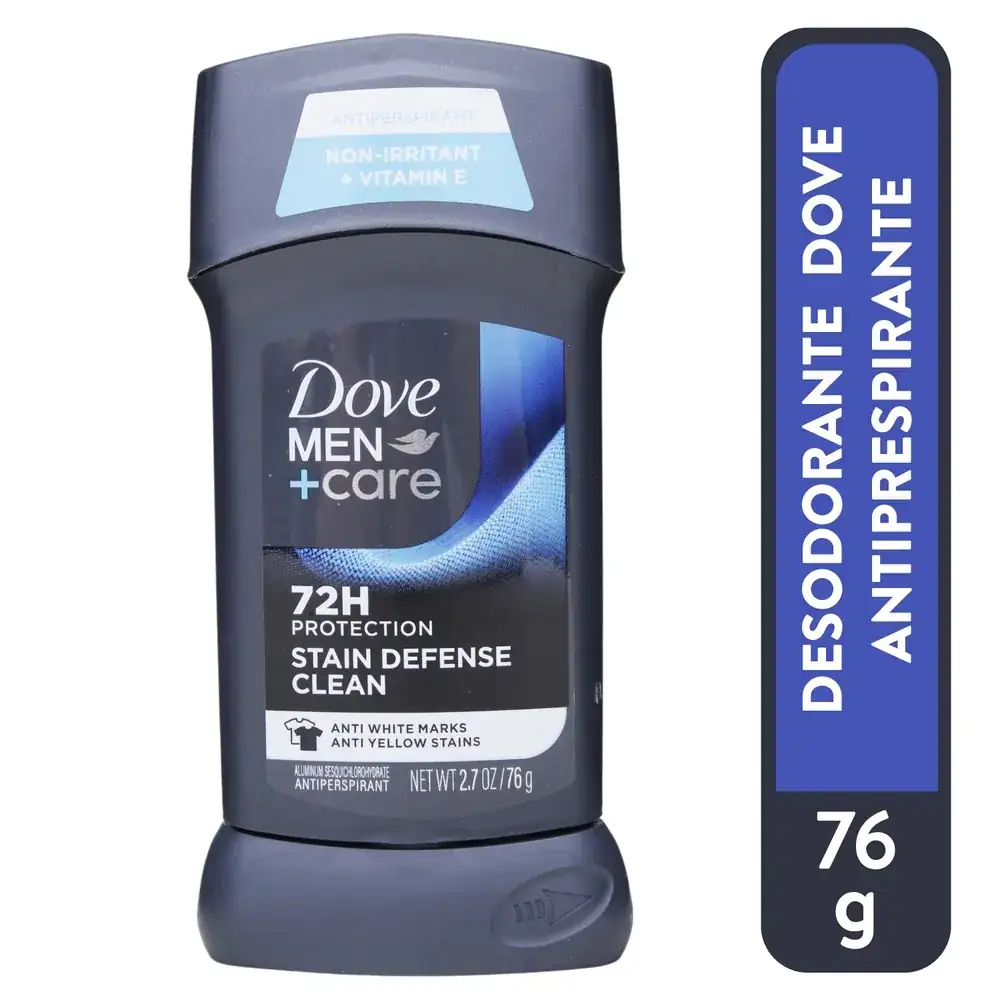 ANTIPERSPIRANT
NON-IRRITANT
+ VITAMIN E
Dove
MEN
+care
72H
PROTECTION
STAIN DEFENSE
CLEAN
ANTI WHITE MARKS
ANTI YELLOW STAINS
ALUMINUM SESQUICHLOROHYDRATE
ANTIPERSPIRANT
NET WT 2.7 OZ/76 g
DESODORANTE DOVE
ANTIPRESPIRANTE
76
g